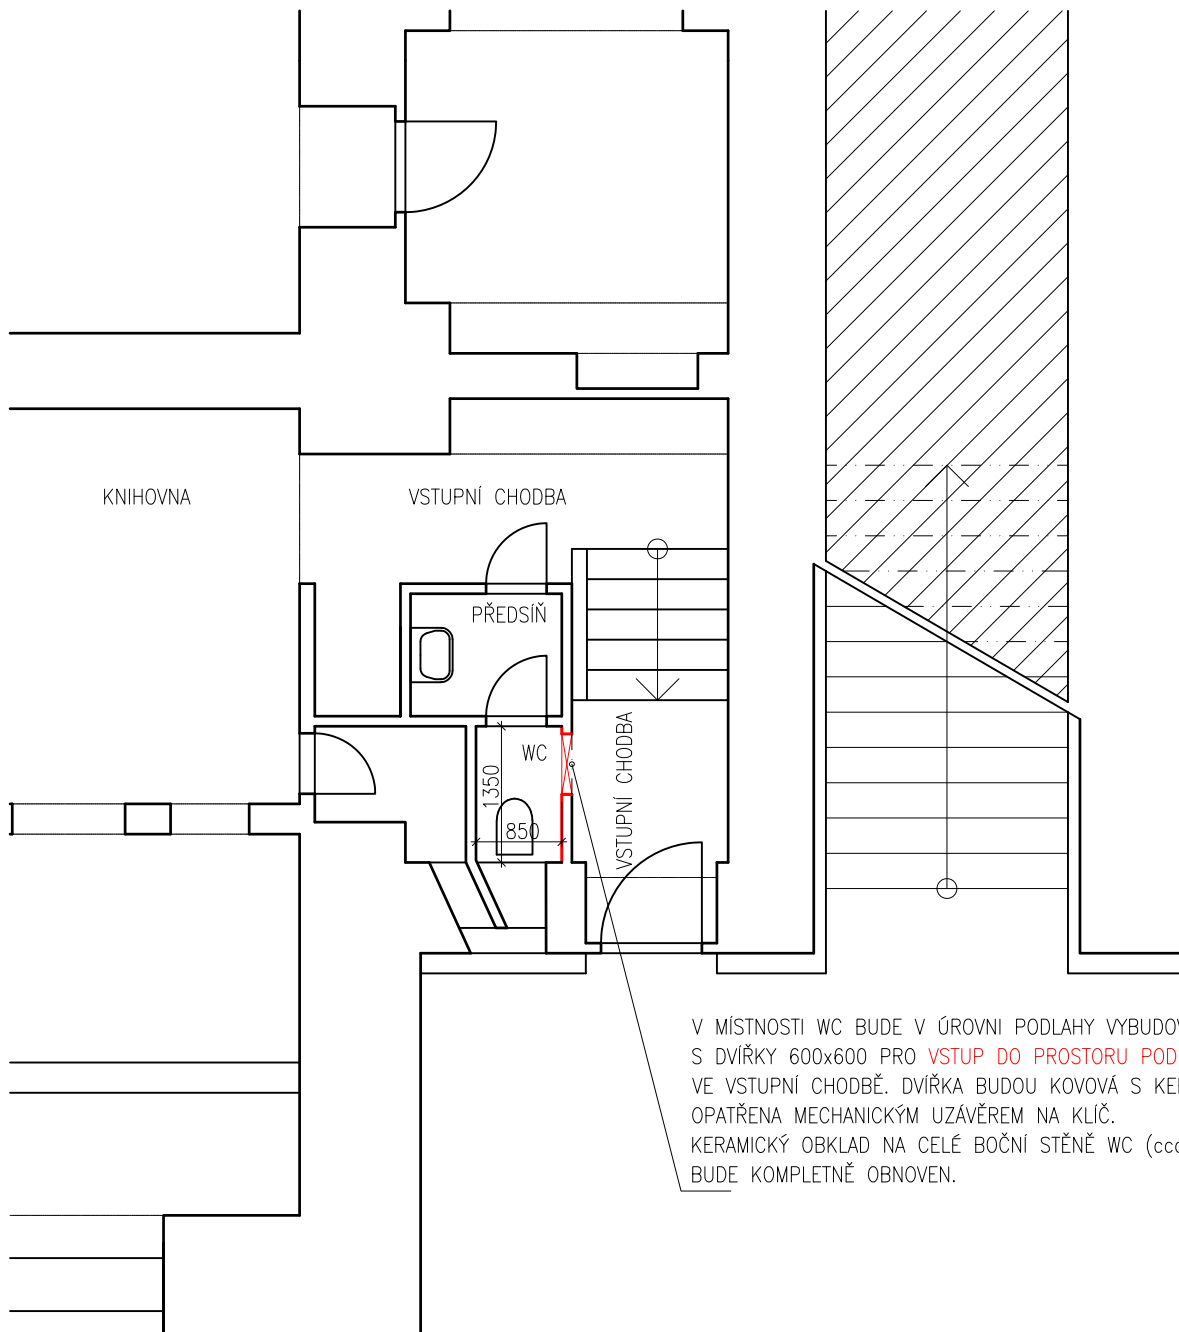 KNIHOVNA
VSTUPNÍ CHODBA
PŘEDSÍŇ
WC
1350
850
VSTUPNÍ CHODBA
V MÍSTNOSTI WC BUDE V ÚROVNI PODLAHY
S DVÍŘKY 600x600 PRO VSTUP DO PROSTORU POD
VE VSTUPNÍ CHODBĚ. DVÍŘKA BUDOU KOVOVÁ S
OPATŘENA MECHANICKÝM UZÁVĚREM NA KLÍČ.
KERAMICKÝ OBKLAD NA CELÉ BOČNÍ STĚNĚ WC
BUDE KOMPLETNĚ OBNOVEN.